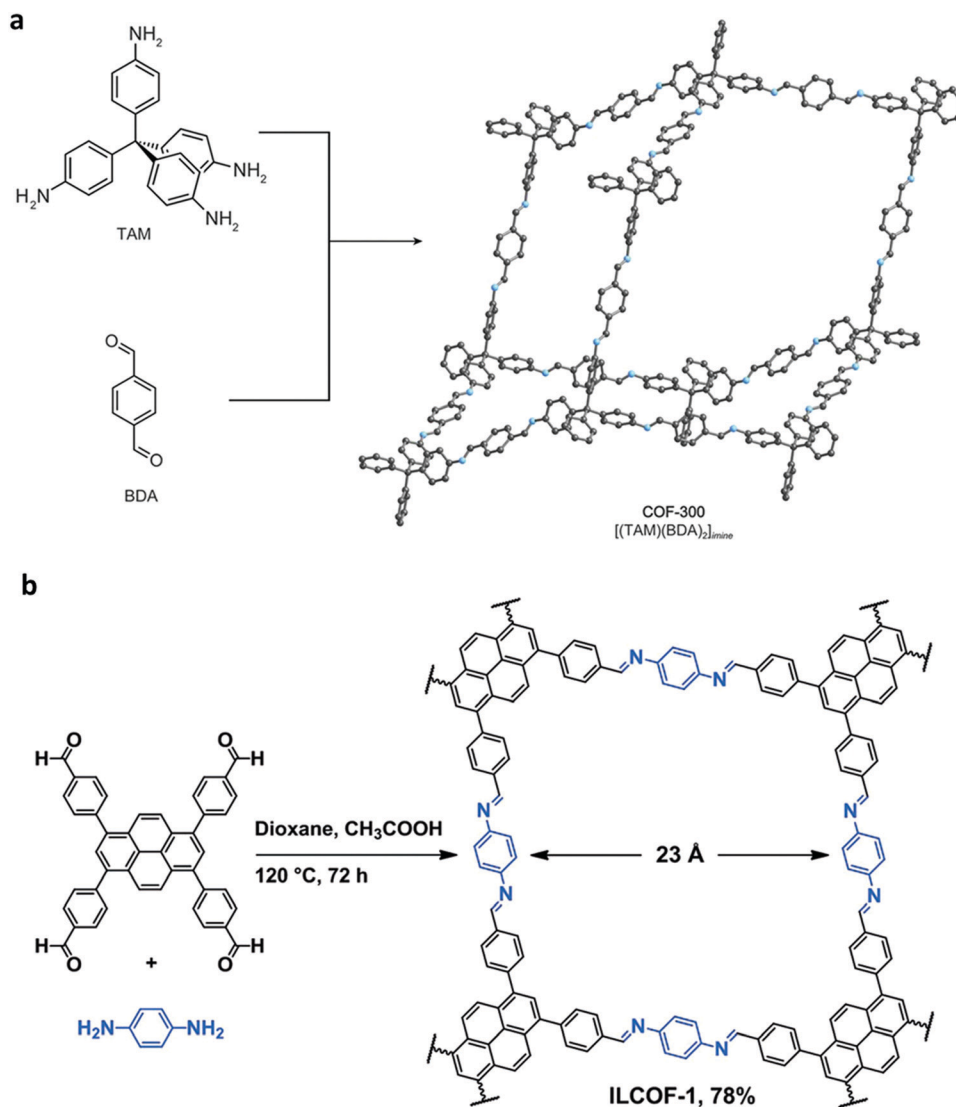 a
NH₂
H₂N
NH₂
NH₂
TAM
O
O
BDA
COF-300
[(TAM)(BDA)₂]imine
b
O O
H H
H H
O O
+
H₂N NH₂
Dioxane, CH₃COOH
120 °C, 72 h
N
N
N
N
N
N
23 Å
N
N
ILCOF-1, 78%